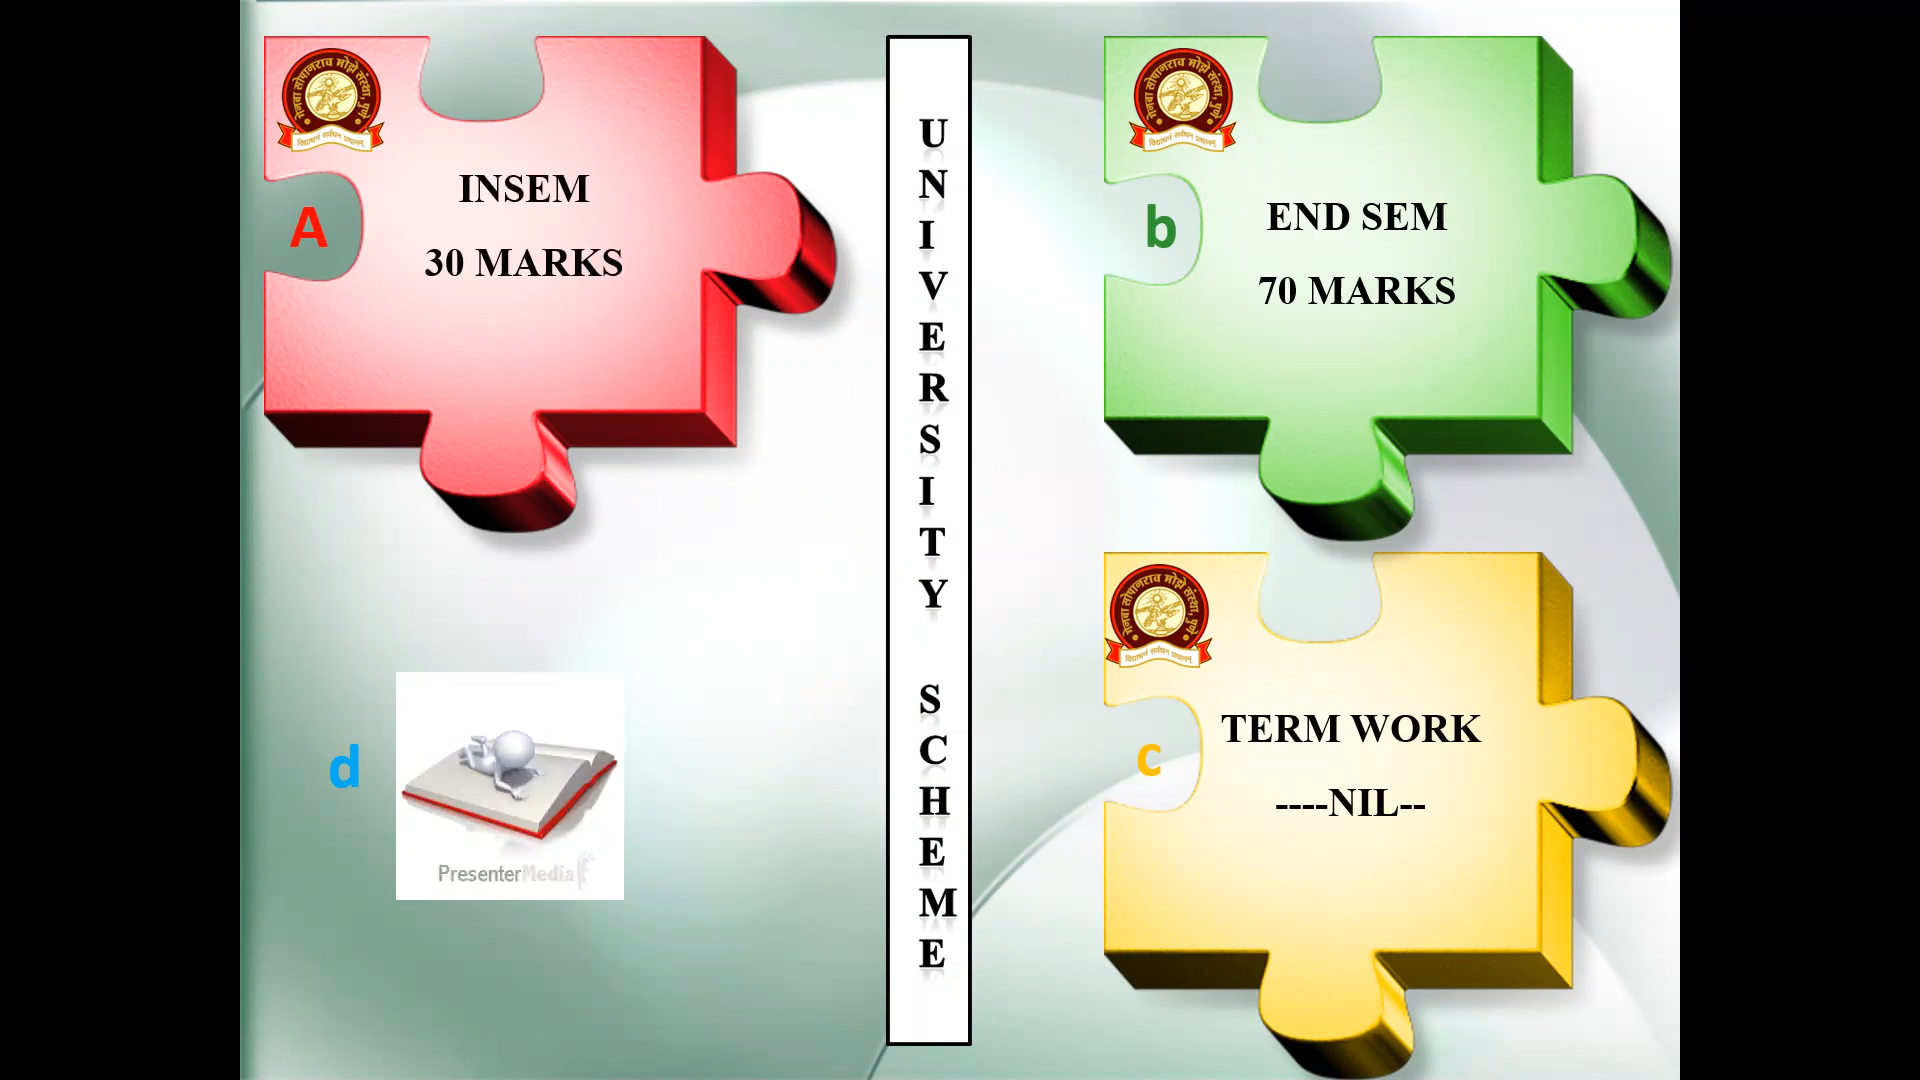 INSEM
30 MARKS
A
UNIVERSITY SCHEME
END SEM
70 MARKS
b
TERM WORK
----NIL--
c
d
PresenterMedia